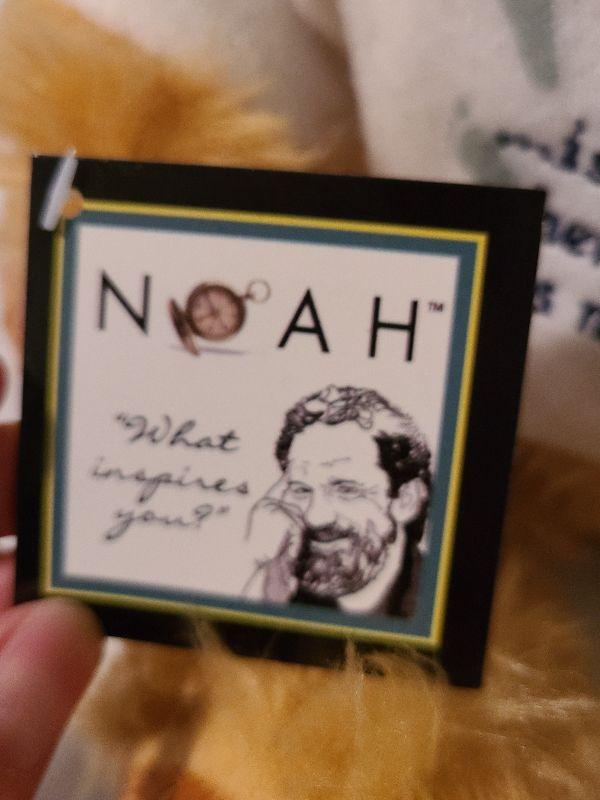 NOAH™
"What
inspires
you?"